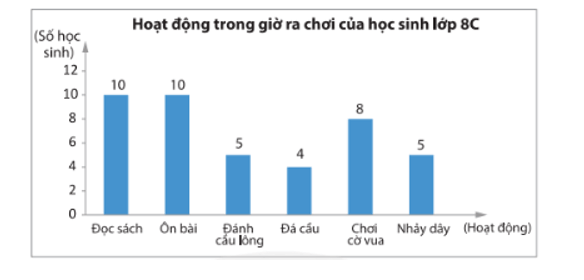 Hoạt động trong giờ ra chơi của học sinh lớp 8C
(Số học
sinh)
12
10
8
6
4
2
0
10
10
5
4
8
5
Đọc sách
Ôn bài
Đánh
cầu lông
Đá cầu
Chơi
cờ vua
Nhảy dây
(Hoạt động)